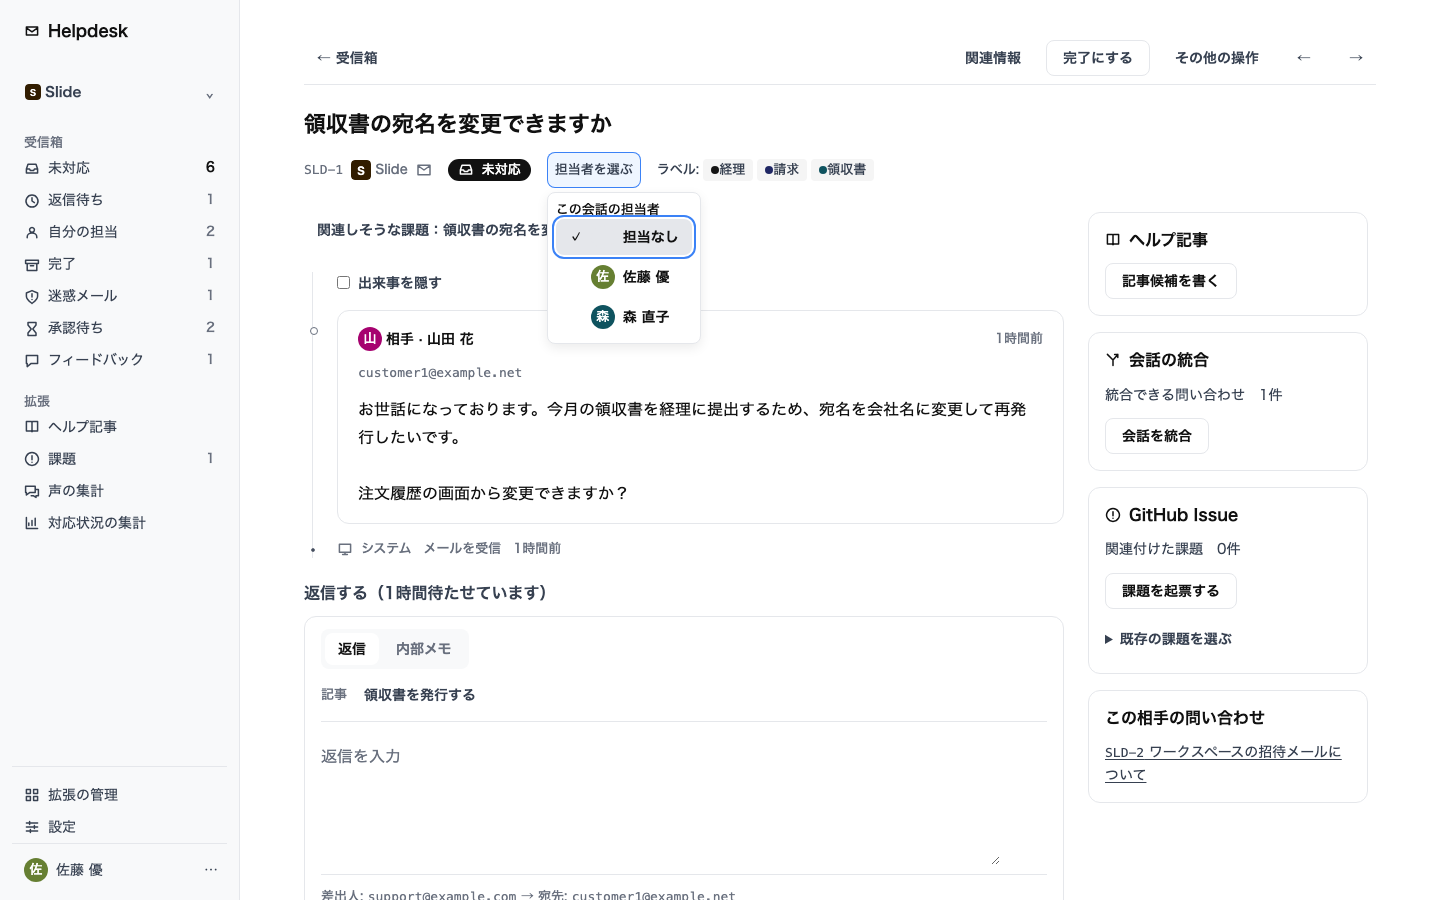 Helpdesk
S Slide
受信箱
未対応 6
返信待ち 1
自分の担当 2
完了 1
迷惑メール 1
承認待ち 2
フィードバック 1
拡張
ヘルプ記事
課題 1
声の集計
対応状況の集計
拡張の管理
設定
佐 佐藤 優 …
← 受信箱
関連情報 完了にする その他の操作 ← →
領収書の宛名を変更できますか
SLD-1 S Slide 未対応 担当者を選ぶ ラベル: 経理 請求 領収書
この会話の担当者
✓ 担当なし
佐 佐藤 優
森 森 直子
関連しそうな課題：領収書の宛名を
出来事を隠す
山 相手 · 山田 花 1時間前
customer1@example.net
お世話になっております。今月の領収書を経理に提出するため、宛名を会社名に変更して再発
行したいです。
注文履歴の画面から変更できますか？
システム メールを受信 1時間前
返信する（1時間待たせています）
返信 内部メモ
記事 領収書を発行する
返信を入力
差出人: support@example.com → 宛先: customer1@example.net
ヘルプ記事
記事候補を書く
会話の統合
統合できる問い合わせ 1件
会話を統合
GitHub Issue
関連付けた課題 0件
課題を起票する
▶ 既存の課題を選ぶ
この相手の問い合わせ
SLD-2 ワークスペースの招待メールに
ついて